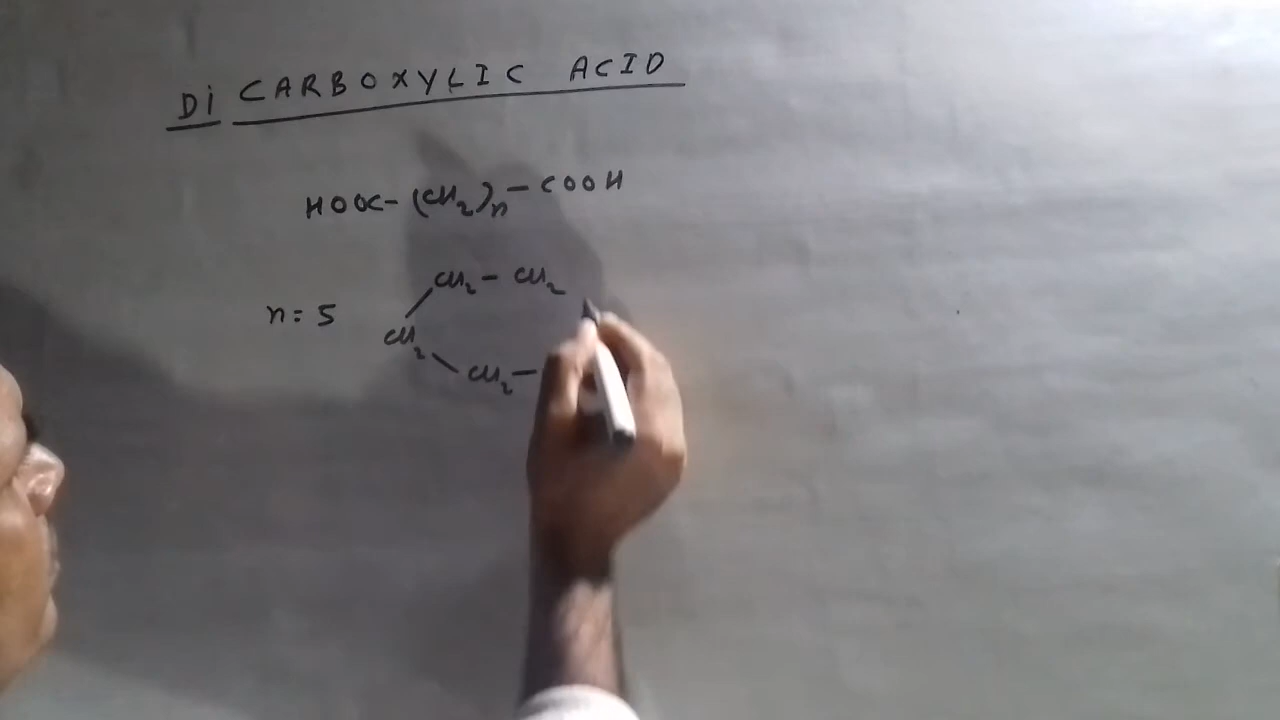 Di CARBOXYLIC ACID
HOOC-(CH2)n-COOH
CH2-CH2
n=5
CH2
CH2-